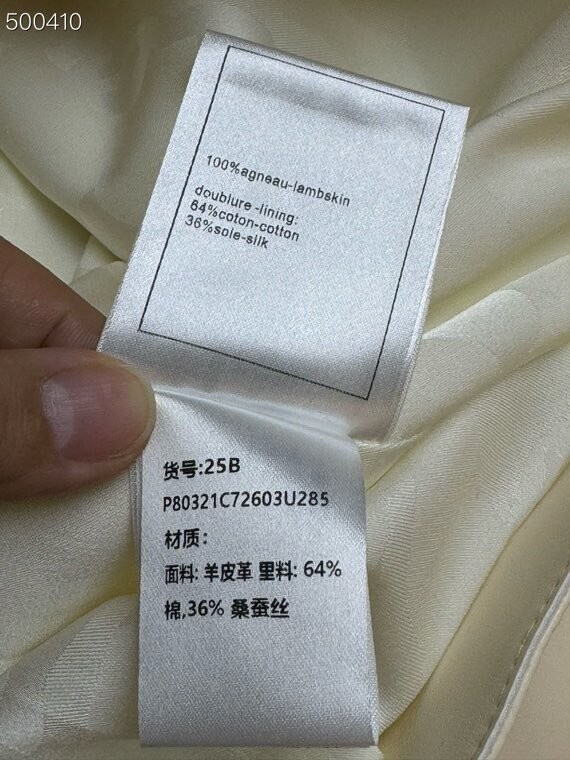 500410
100%agneau-lambskin
doublure -lining:
64%coton-cotton
36%soie-silk
货号:25B
P80321C72603U285
材质:
面料: 羊皮革 里料: 64%
棉,36% 桑蚕丝